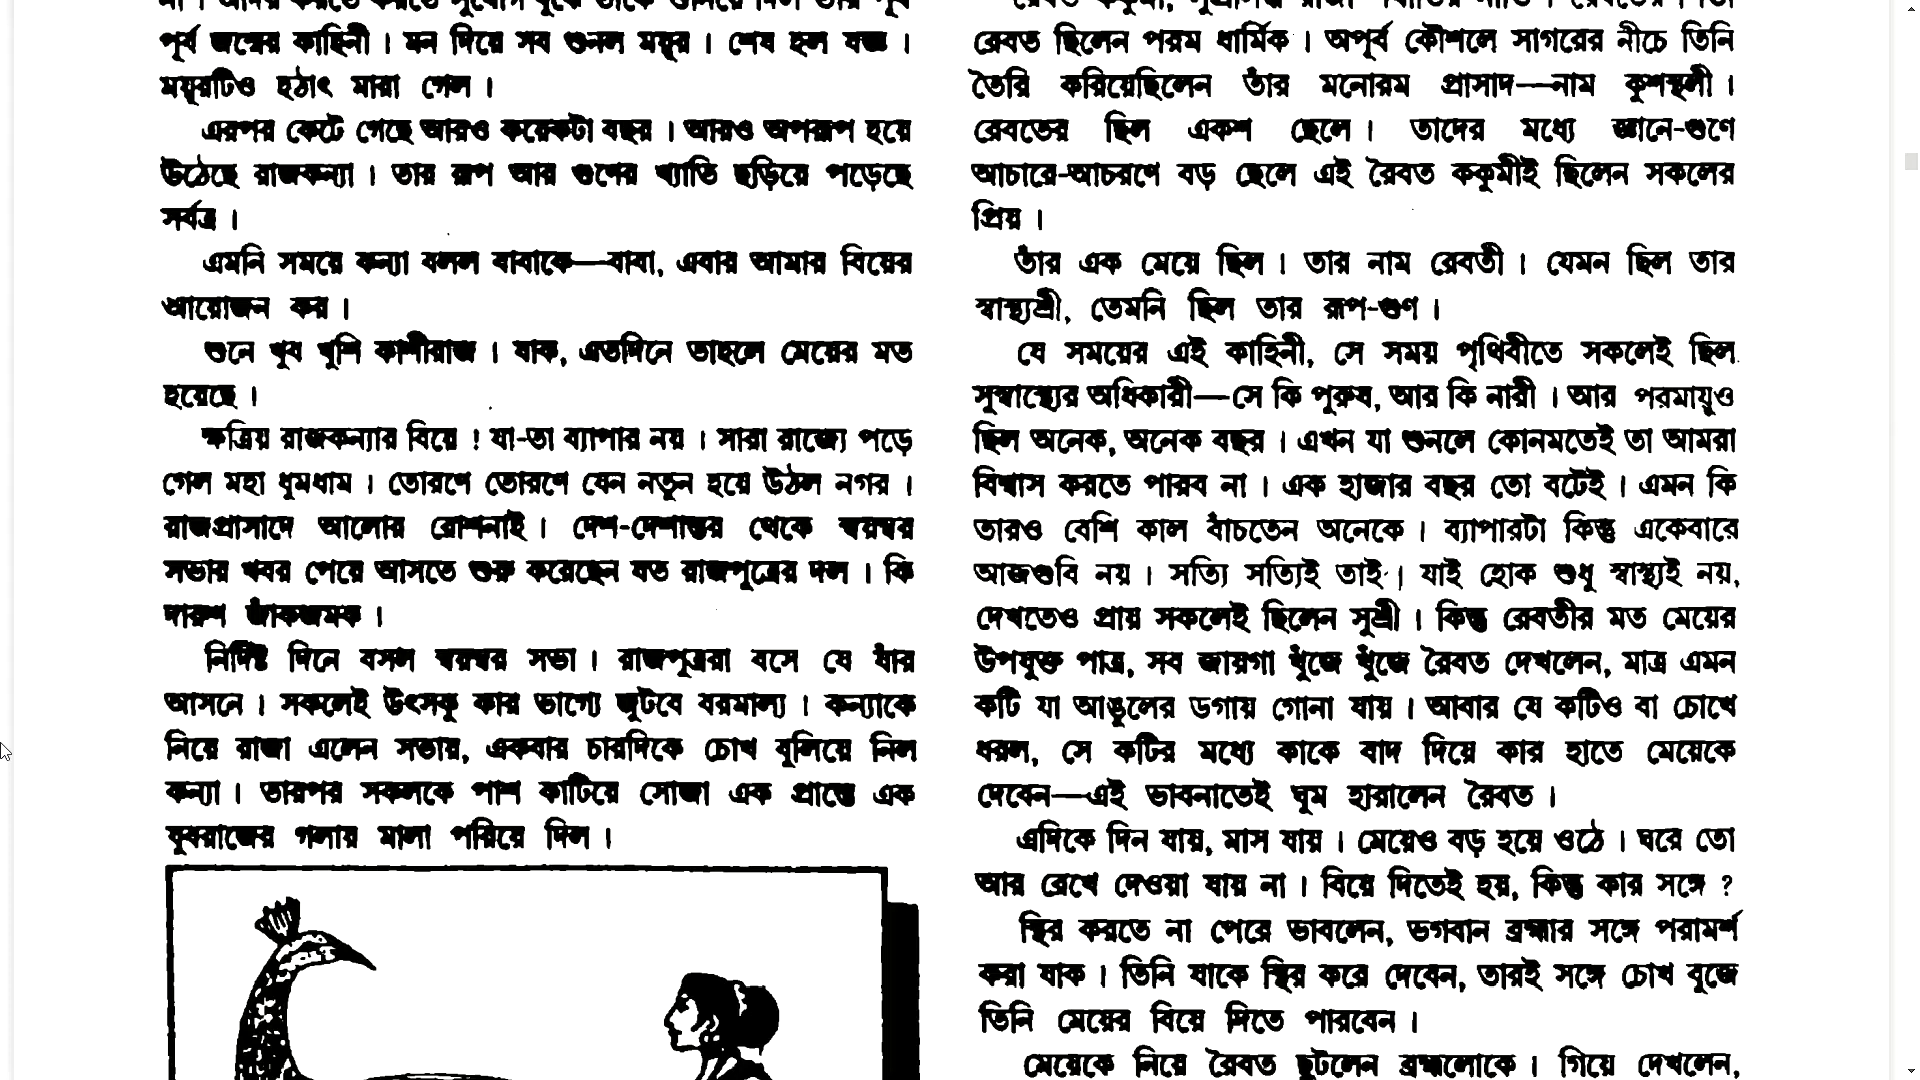 পূর্ব জন্মের কাহিনী। মন দিয়ে সব শুনল ময়ূর। শেষ হল যজ্ঞ।
ময়ূরটিও হঠাৎ মারা গেল।
এরপর কেটে গেছে আরও কয়েকটা বছর। আরও অপরূপ হয়ে
উঠেছে রাজকন্যা। তার রূপ আর গুণের খ্যাতি ছড়িয়ে পড়েছে
সর্বত্র।
এমনি সময়ে কন্যা বলল বাবাকে—বাবা, এবার আমার বিয়ের
আয়োজন কর।
শুনে খুব খুশি কাশীরাজ। যাক, এতদিনে তাহলে মেয়ের মত
হয়েছে।
ক্ষত্রিয় রাজকন্যার বিয়ে! যা-তা ব্যাপার নয়। সারা রাজ্যে পড়ে
গেল মহা ধুমধাম। তোরণে তোরণে যেন নতুন হয়ে উঠল নগর।
রাজপ্রাসাদে আলোর রোশনাই। দেশ-দেশান্তর থেকে স্বয়ম্বর
সভার খবর পেয়ে আসতে শুরু করেছেন যত রাজপুত্রের দল। কি
দারুণ জাঁকজমক।
নির্দিষ্ট দিনে বসল স্বয়ম্বর সভা। রাজপুত্ররা বসে যে যাঁর
আসনে। সকলেই উৎসুক কার ভাগ্যে জুটবে বরমাল্য। কন্যাকে
নিয়ে রাজা এলেন সভায়, একবার চারদিকে চোখ বুলিয়ে নিল
কন্যা। তারপর সকলকে পাশ কাটিয়ে সোজা এক প্রান্তে এক
যুবরাজের গলায় মালা পরিয়ে দিল।
রেবত ছিলেন পরম ধার্মিক। অপূর্ব কৌশলে সাগরের নীচে তিনি
তৈরি করিয়েছিলেন তাঁর মনোরম প্রাসাদ—নাম কুশস্থলী।
রেবতের ছিল একশ ছেলে। তাদের মধ্যে জ্ঞানে-গুণে
আচারে-আচরণে বড় ছেলে এই রৈবত ককুমীই ছিলেন সকলের
প্রিয়।
তাঁর এক মেয়ে ছিল। তার নাম রেবতী। যেমন ছিল তার
স্বাস্থ্যশ্রী, তেমনি ছিল তার রূপ-গুণ।
যে সময়ের এই কাহিনী, সে সময় পৃথিবীতে সকলেই ছিল
সুস্বাস্থ্যের অধিকারী—সে কি পুরুষ, আর কি নারী। আর পরমায়ুও
ছিল অনেক, অনেক বছর। এখন যা শুনলে কোনমতেই তা আমরা
বিশ্বাস করতে পারব না। এক হাজার বছর তো বটেই। এমন কি
তারও বেশি কাল বাঁচতেন অনেকে। ব্যাপারটা কিন্তু একেবারে
আজগুবি নয়। সত্যি সত্যিই তাই। যাই হোক শুধু স্বাস্থ্যই নয়,
দেখতেও প্রায় সকলেই ছিলেন সুশ্রী। কিন্তু রেবতীর মত মেয়ের
উপযুক্ত পাত্র, সব জায়গা খুঁজে খুঁজে রৈবত দেখলেন, মাত্র এমন
কটি যা আঙুলের ডগায় গোনা যায়। আবার যে কটিও বা চোখে
ধরল, সে কটির মধ্যে কাকে বাদ দিয়ে কার হাতে মেয়েকে
দেবেন—এই ভাবনাতেই ঘুম হারালেন রৈবত।
এদিকে দিন যায়, মাস যায়। মেয়েও বড় হয়ে ওঠে। ঘরে তো
আর রেখে দেওয়া যায় না। বিয়ে দিতেই হয়, কিন্তু কার সঙ্গে?
স্থির করতে না পেরে ভাবলেন, ভগবান ব্রহ্মার সঙ্গে পরামর্শ
করা যাক। তিনি যাকে স্থির করে দেবেন, তারই সঙ্গে চোখ বুজে
তিনি মেয়ের বিয়ে দিতে পারবেন।
মেয়েকে নিয়ে রৈবত ছুটলেন ব্রহ্মলোকে। গিয়ে দেখলেন,